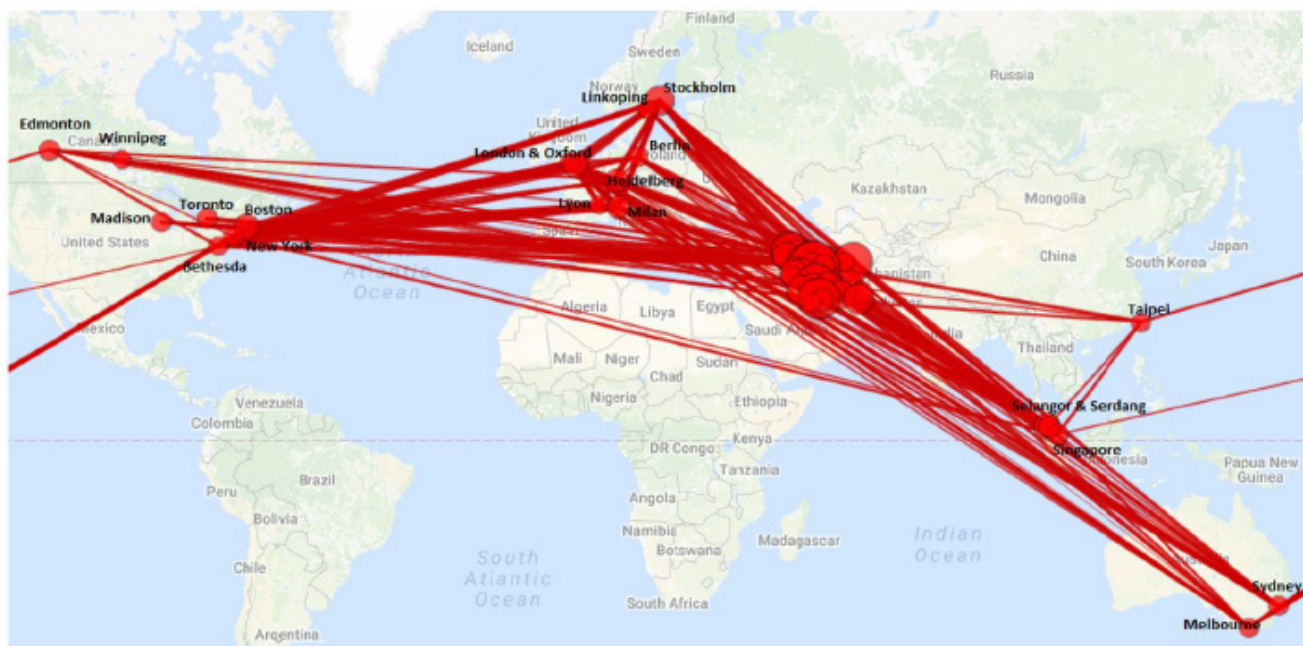 Finland
Iceland
Sweden
Russia
Norway
Stockholm
Linkoping
Edmonton
Canada
Winnipeg
United
Kingdom
London & Oxford
Berlin
Poland
Heidelberg
Kazakhstan
Mongolia
Toronto
Boston
Madison
Lyon
Milan
United States
New York
Bethesda
Atlantic
Ocean
China
Japan
South Korea
Afghanistan
Mexico
Algeria
Libya
Egypt
Saudi
Taipei
Mali
Niger
Sudan
Chad
Thailand
Nigeria
Ethiopia
Venezuela
Colombia
Selangor & Serdang
Singapore
Indonesia
DR Congo
Kenya
Tanzania
Papua New
Guinea
Brazil
Peru
Angola
Bolivia
Namibia
Botswana
Madagascar
Indian
Ocean
Chile
South
Atlantic
Ocean
South Africa
Sydney
Melbourne
Argentina